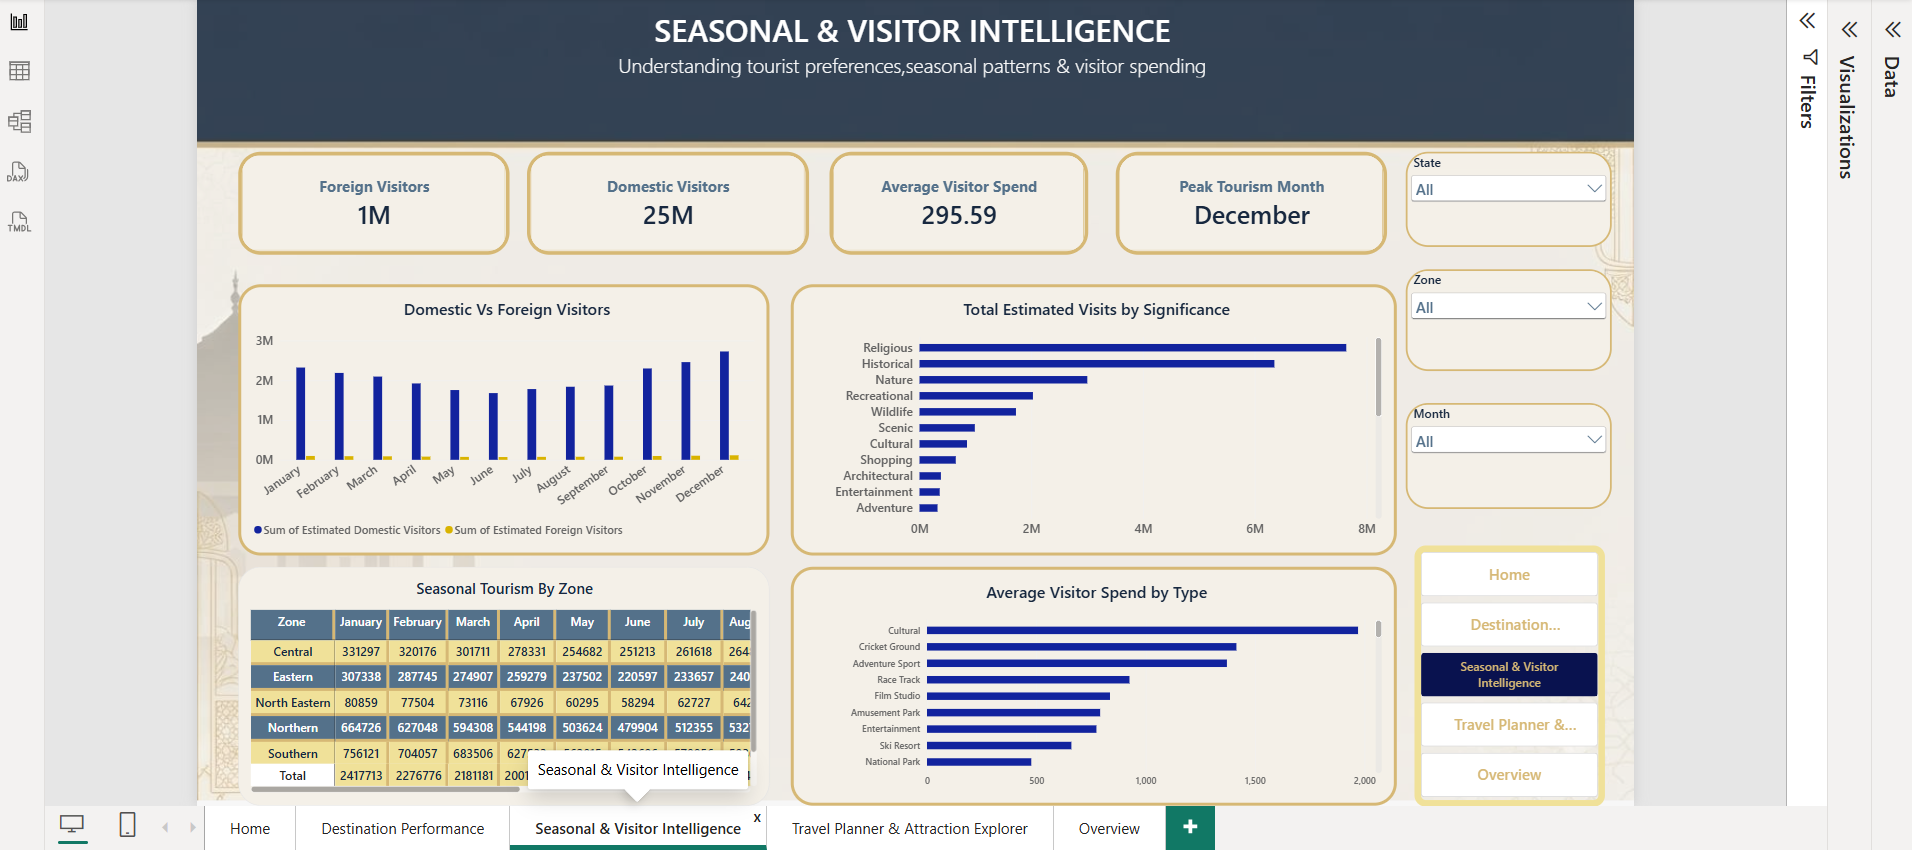 SEASONAL & VISITOR INTELLIGENCE
Understanding tourist preferences,seasonal patterns & visitor spending
Filters
Visualizations
Data
DAX
TMDL
Foreign Visitors
1M
Domestic Visitors
25M
Average Visitor Spend
295.59
Peak Tourism Month
December
State
All
Zone
All
Month
All
Domestic Vs Foreign Visitors
3M
2M
1M
0M
January
February
March
April
May
June
July
August
September
October
November
December
Sum of Estimated Domestic Visitors
Sum of Estimated Foreign Visitors
Total Estimated Visits by Significance
Religious
Historical
Nature
Recreational
Wildlife
Scenic
Cultural
Shopping
Architectural
Entertainment
Adventure
0M 2M 4M 6M 8M
Seasonal Tourism By Zone
Zone January February March April May June July Aug
Central 331297 320176 301711 278331 254682 251213 261618 264
Eastern 307338 287745 274907 259279 237502 220597 233657 240
North Eastern 80859 77504 73116 67926 60295 58294 62727 642
Northern 664726 627048 594308 544198 503624 479904 512355 532
Southern 756121 704057 683506
Total 2417713 2276776 2181181
Seasonal & Visitor Intelligence
Average Visitor Spend by Type
Cultural
Cricket Ground
Adventure Sport
Race Track
Film Studio
Amusement Park
Entertainment
Ski Resort
National Park
0 500 1,000 1,500 2,000
Home
Destination...
Seasonal & Visitor
Intelligence
Travel Planner &...
Overview
Home
Destination Performance
Seasonal & Visitor Intelligence
x
Travel Planner & Attraction Explorer
Overview
+